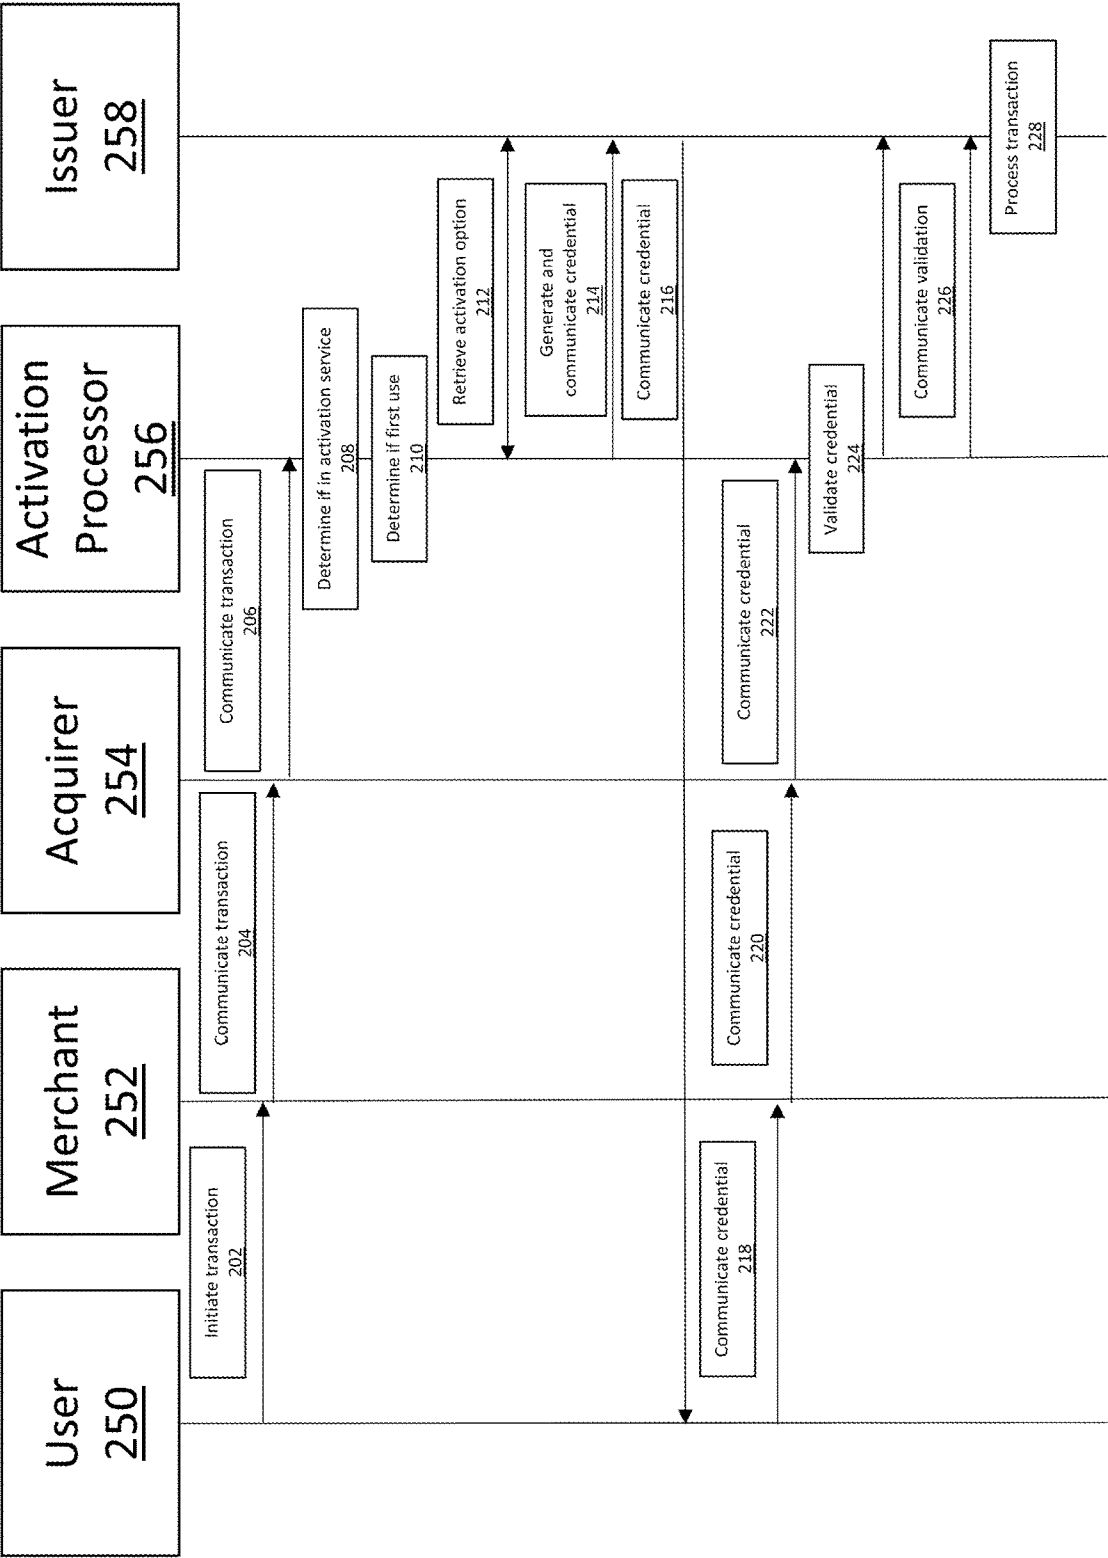 User
250
Merchant
252
Acquirer
254
Activation
Processor
256
Issuer
258
Initiate transaction
202
Communicate transaction
204
Communicate transaction
206
Determine if in activation service
208
Determine if first use
210
Retrieve activation option
212
Generate and
communicate credential
214
Communicate credential
216
Communicate credential
218
Communicate credential
220
Communicate credential
222
Validate credential
224
Communicate validation
226
Process transaction
228